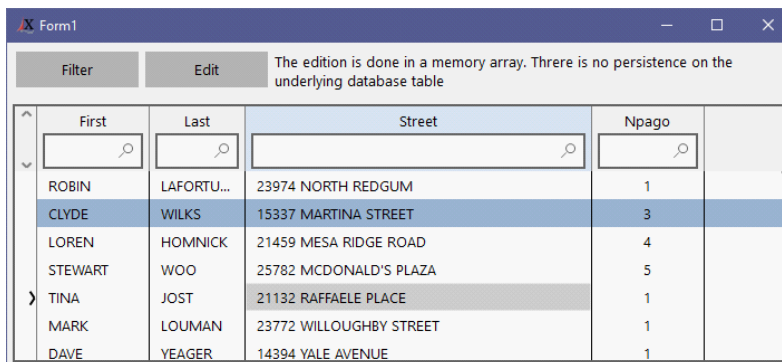 Form1
Filter Edit The edition is done in a memory array. Threre is no persistence on the
underlying database table
First Last Street Npago
ROBIN LAFORTU... 23974 NORTH REDGUM 1
CLYDE WILKS 15337 MARTINA STREET 3
LOREN HOMNICK 21459 MESA RIDGE ROAD 4
STEWART WOO 25782 MCDONALD'S PLAZA 5
TINA JOST 21132 RAFFAELE PLACE 1
MARK LOUMAN 23772 WILLOUGHBY STREET 1
DAVE YEAGER 14394 YALE AVENUE 1